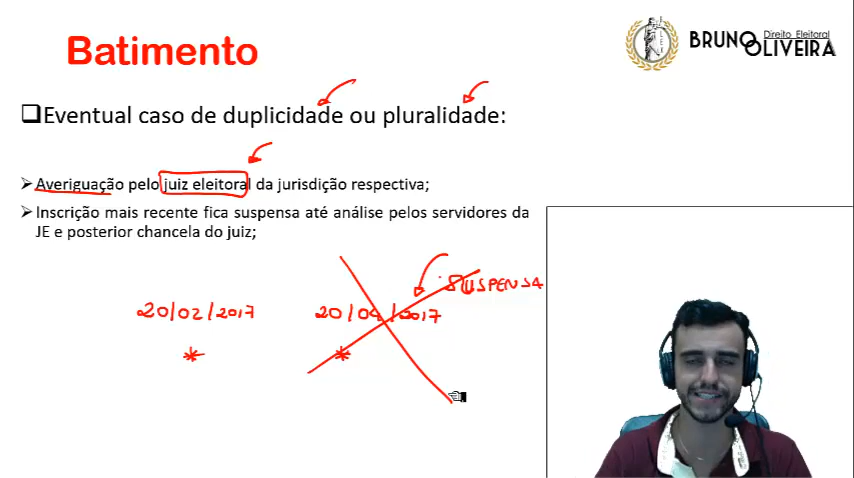 Batimento
Direito Eleitoral
BRUNO OLIVEIRA
Eventual caso de duplicidade ou pluralidade:
Averiguação pelo juiz eleitoral da jurisdição respectiva;
Inscrição mais recente fica suspensa até análise pelos servidores da
JE e posterior chancela do juiz;
SUSPENSA
20/02/2017 20/04/2017
* *